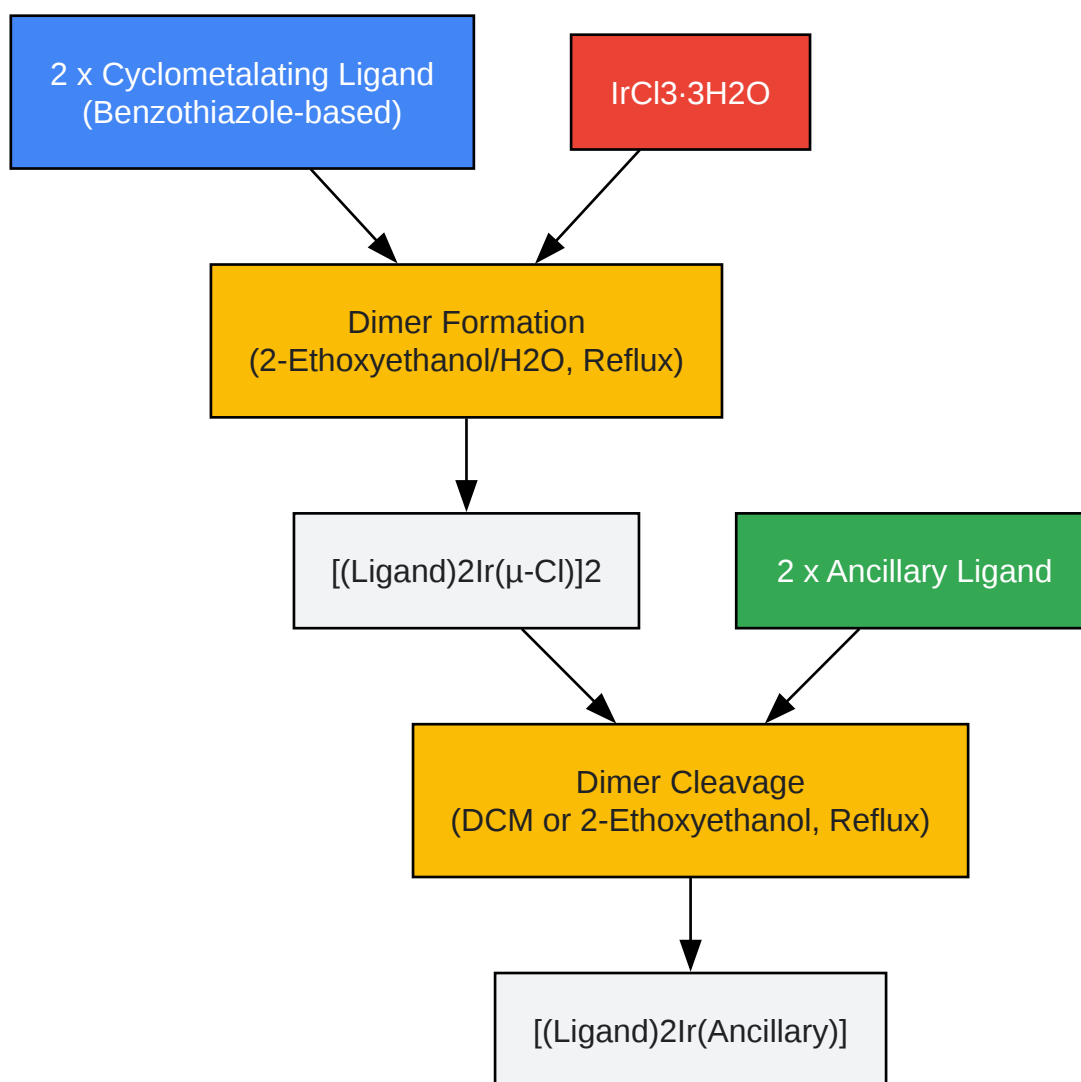 2 x Cyclometalating Ligand
(Benzothiazole-based)
IrCl3·3H2O
Dimer Formation
(2-Ethoxyethanol/H2O, Reflux)
[(Ligand)2Ir(μ-Cl)]2
2 x Ancillary Ligand
Dimer Cleavage
(DCM or 2-Ethoxyethanol, Reflux)
[(Ligand)2Ir(Ancillary)]